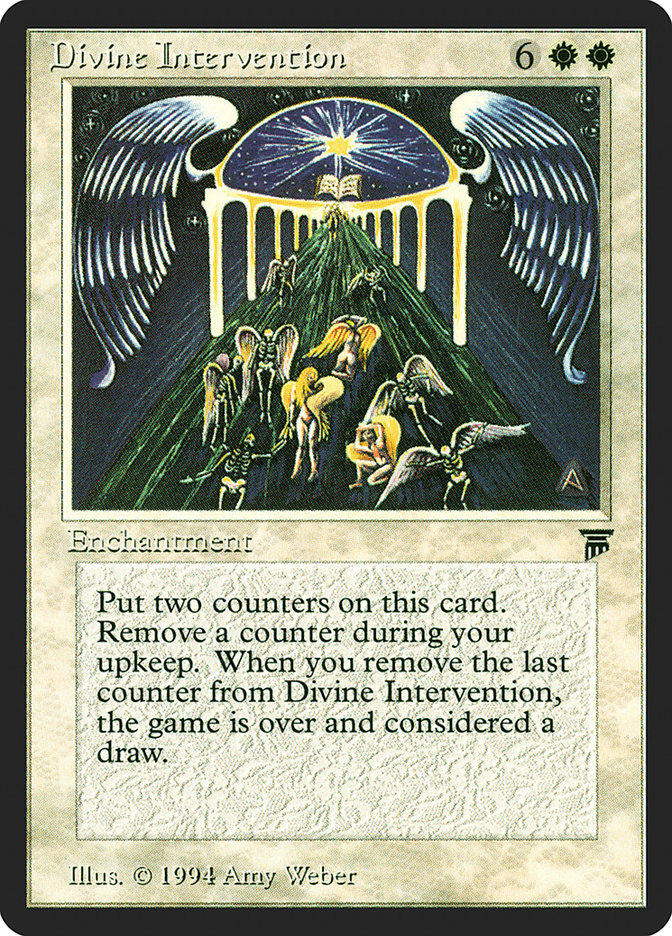 Divine Intervention 6
Enchantment
Put two counters on this card.
Remove a counter during your
upkeep. When you remove the last
counter from Divine Intervention,
the game is over and considered a
draw.
Illus. © 1994 Amy Weber